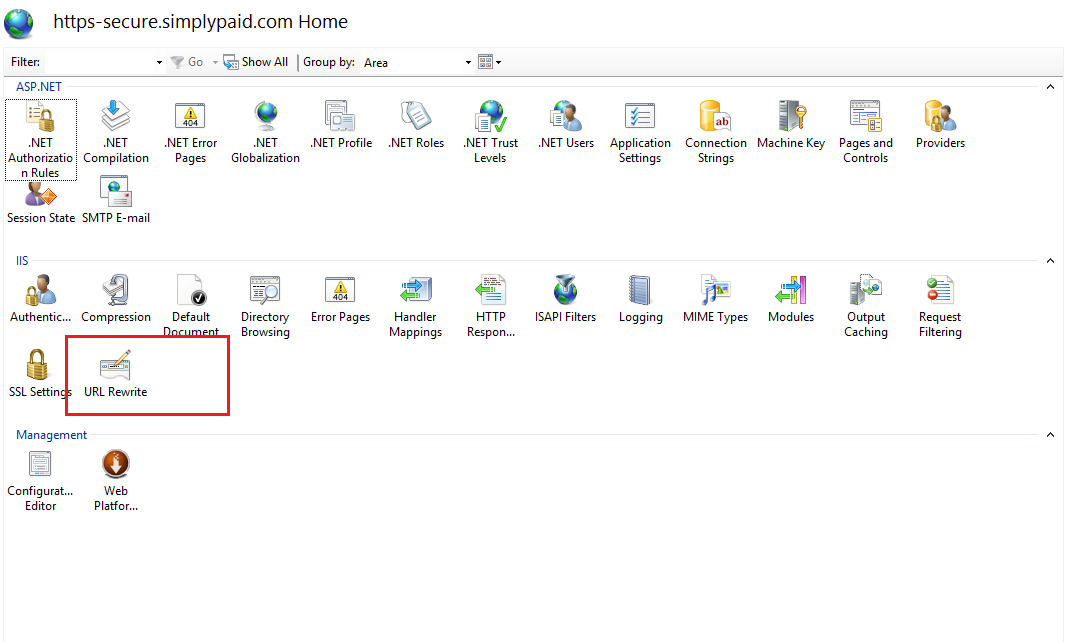 https-secure.simplypaid.com Home
Filter: Go Show All Group by: Area
ASP.NET
.NET Authorizatio n Rules
.NET Compilation
.NET Error Pages
.NET Globalization
.NET Profile
.NET Roles
.NET Trust Levels
.NET Users
Application Settings
Connection Strings
Machine Key
Pages and Controls
Providers
404
ab
Session State
SMTP E-mail
IIS
Authentic...
Compression
Default Document
Directory Browsing
Error Pages
Handler Mappings
HTTP Respon...
ISAPI Filters
Logging
MIME Types
Modules
Output Caching
Request Filtering
404
SSL Settings
URL Rewrite
Management
Configurat... Editor
Web Platfor...